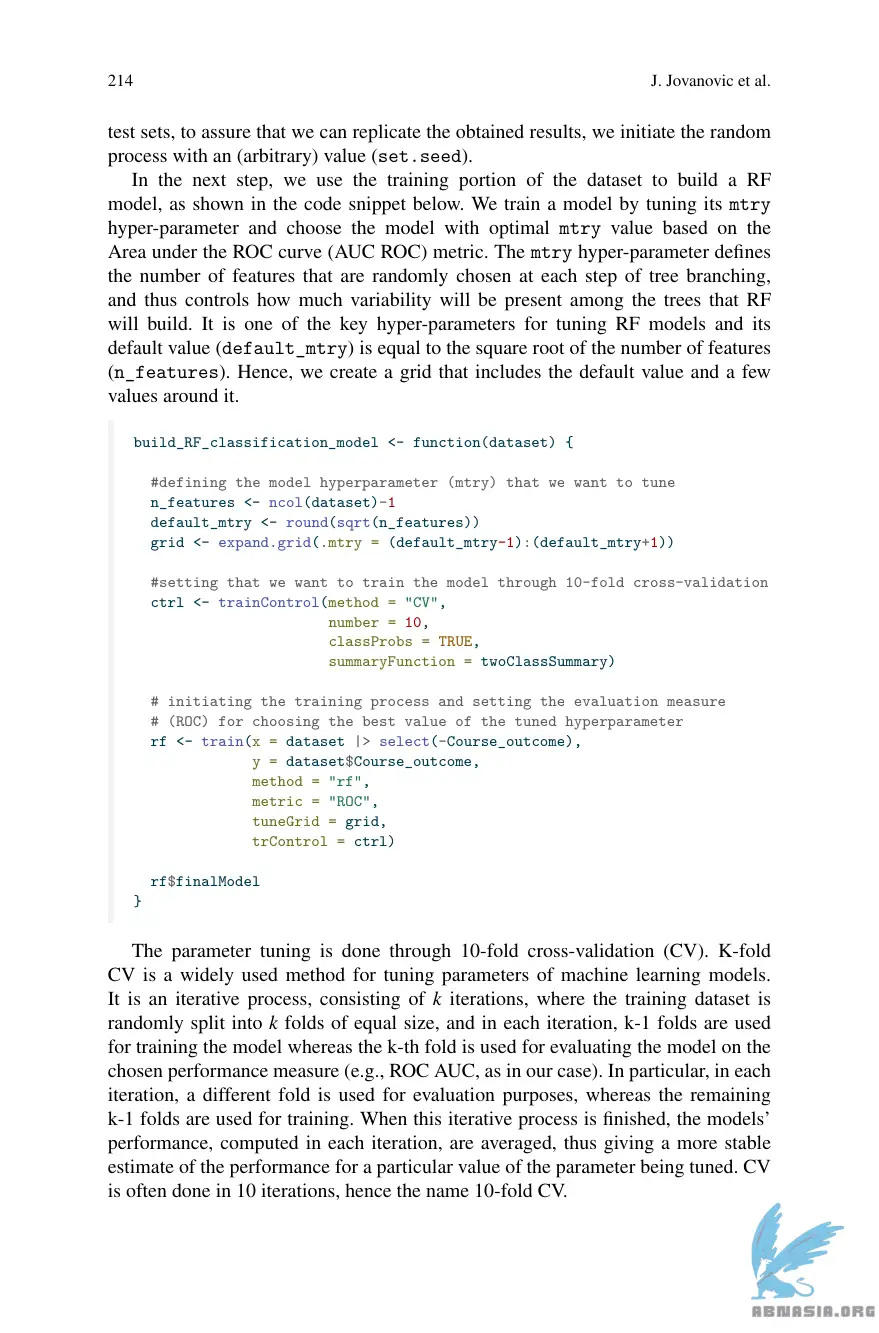 214 J. Jovanovic et al.
test sets, to assure that we can replicate the obtained results, we initiate the random
process with an (arbitrary) value (set.seed).
In the next step, we use the training portion of the dataset to build a RF
model, as shown in the code snippet below. We train a model by tuning its mtry
hyper-parameter and choose the model with optimal mtry value based on the
Area under the ROC curve (AUC ROC) metric. The mtry hyper-parameter defines
the number of features that are randomly chosen at each step of tree branching,
and thus controls how much variability will be present among the trees that RF
will build. It is one of the key hyper-parameters for tuning RF models and its
default value (default_mtry) is equal to the square root of the number of features
(n_features). Hence, we create a grid that includes the default value and a few
values around it.
build_RF_classification_model <- function(dataset) {
#defining the model hyperparameter (mtry) that we want to tune
n_features <- ncol(dataset)-1
default_mtry <- round(sqrt(n_features))
grid <- expand.grid(.mtry = (default_mtry-1):(default_mtry+1))
#setting that we want to train the model through 10-fold cross-validation
ctrl <- trainControl(method = "CV",
number = 10,
classProbs = TRUE,
summaryFunction = twoClassSummary)
# initiating the training process and setting the evaluation measure
# (ROC) for choosing the best value of the tuned hyperparameter
rf <- train(x = dataset |> select(-Course_outcome),
y = dataset$Course_outcome,
method = "rf",
metric = "ROC",
tuneGrid = grid,
trControl = ctrl)
rf$finalModel
}
The parameter tuning is done through 10-fold cross-validation (CV). K-fold
CV is a widely used method for tuning parameters of machine learning models.
It is an iterative process, consisting of k iterations, where the training dataset is
randomly split into k folds of equal size, and in each iteration, k-1 folds are used
for training the model whereas the k-th fold is used for evaluating the model on the
chosen performance measure (e.g., ROC AUC, as in our case). In particular, in each
iteration, a different fold is used for evaluation purposes, whereas the remaining
k-1 folds are used for training. When this iterative process is finished, the models'
performance, computed in each iteration, are averaged, thus giving a more stable
estimate of the performance for a particular value of the parameter being tuned. CV
is often done in 10 iterations, hence the name 10-fold CV.
ABNASIA.ORG